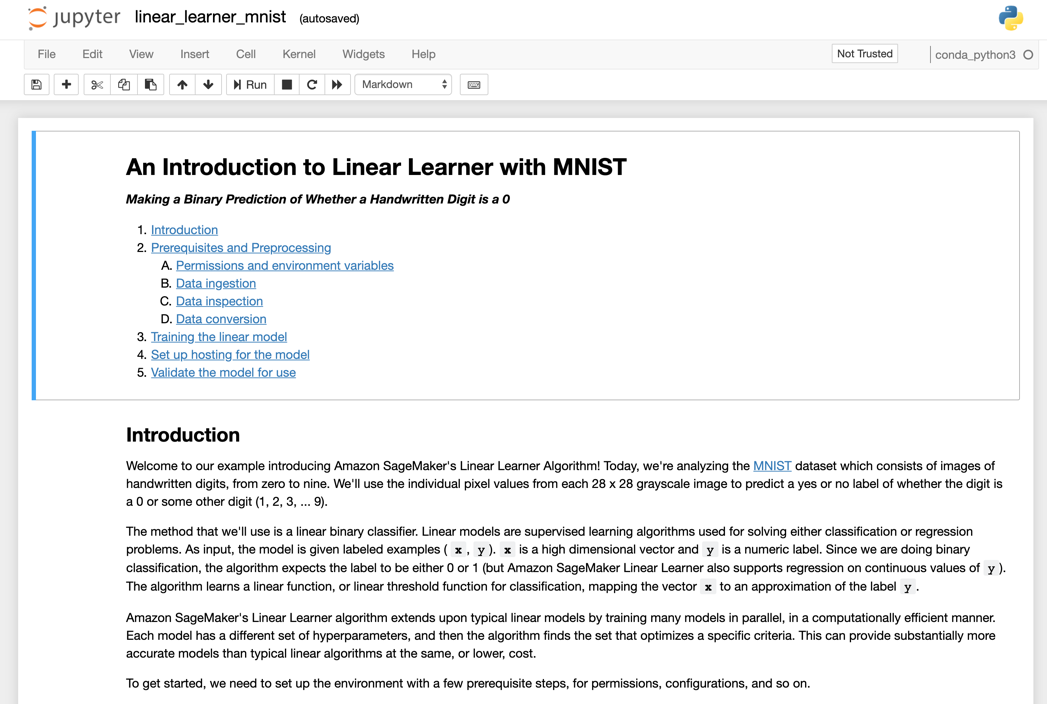 jupyter linear_learner_mnist (autosaved)
File Edit View Insert Cell Kernel Widgets Help Not Trusted conda_python3
Run Markdown
An Introduction to Linear Learner with MNIST
Making a Binary Prediction of Whether a Handwritten Digit is a 0
1. Introduction
2. Prerequisites and Preprocessing
A. Permissions and environment variables
B. Data ingestion
C. Data inspection
D. Data conversion
3. Training the linear model
4. Set up hosting for the model
5. Validate the model for use
Introduction
Welcome to our example introducing Amazon SageMaker's Linear Learner Algorithm! Today, we're analyzing the MNIST dataset which consists of images of
handwritten digits, from zero to nine. We'll use the individual pixel values from each 28 x 28 grayscale image to predict a yes or no label of whether the digit is
a 0 or some other digit (1, 2, 3, ... 9).
The method that we'll use is a linear binary classifier. Linear models are supervised learning algorithms used for solving either classification or regression
problems. As input, the model is given labeled examples ( x , y ). x is a high dimensional vector and y is a numeric label. Since we are doing binary
classification, the algorithm expects the label to be either 0 or 1 (but Amazon SageMaker Linear Learner also supports regression on continuous values of y ).
The algorithm learns a linear function, or linear threshold function for classification, mapping the vector x to an approximation of the label y .
Amazon SageMaker's Linear Learner algorithm extends upon typical linear models by training many models in parallel, in a computationally efficient manner.
Each model has a different set of hyperparameters, and then the algorithm finds the set that optimizes a specific criteria. This can provide substantially more
accurate models than typical linear algorithms at the same, or lower, cost.
To get started, we need to set up the environment with a few prerequisite steps, for permissions, configurations, and so on.